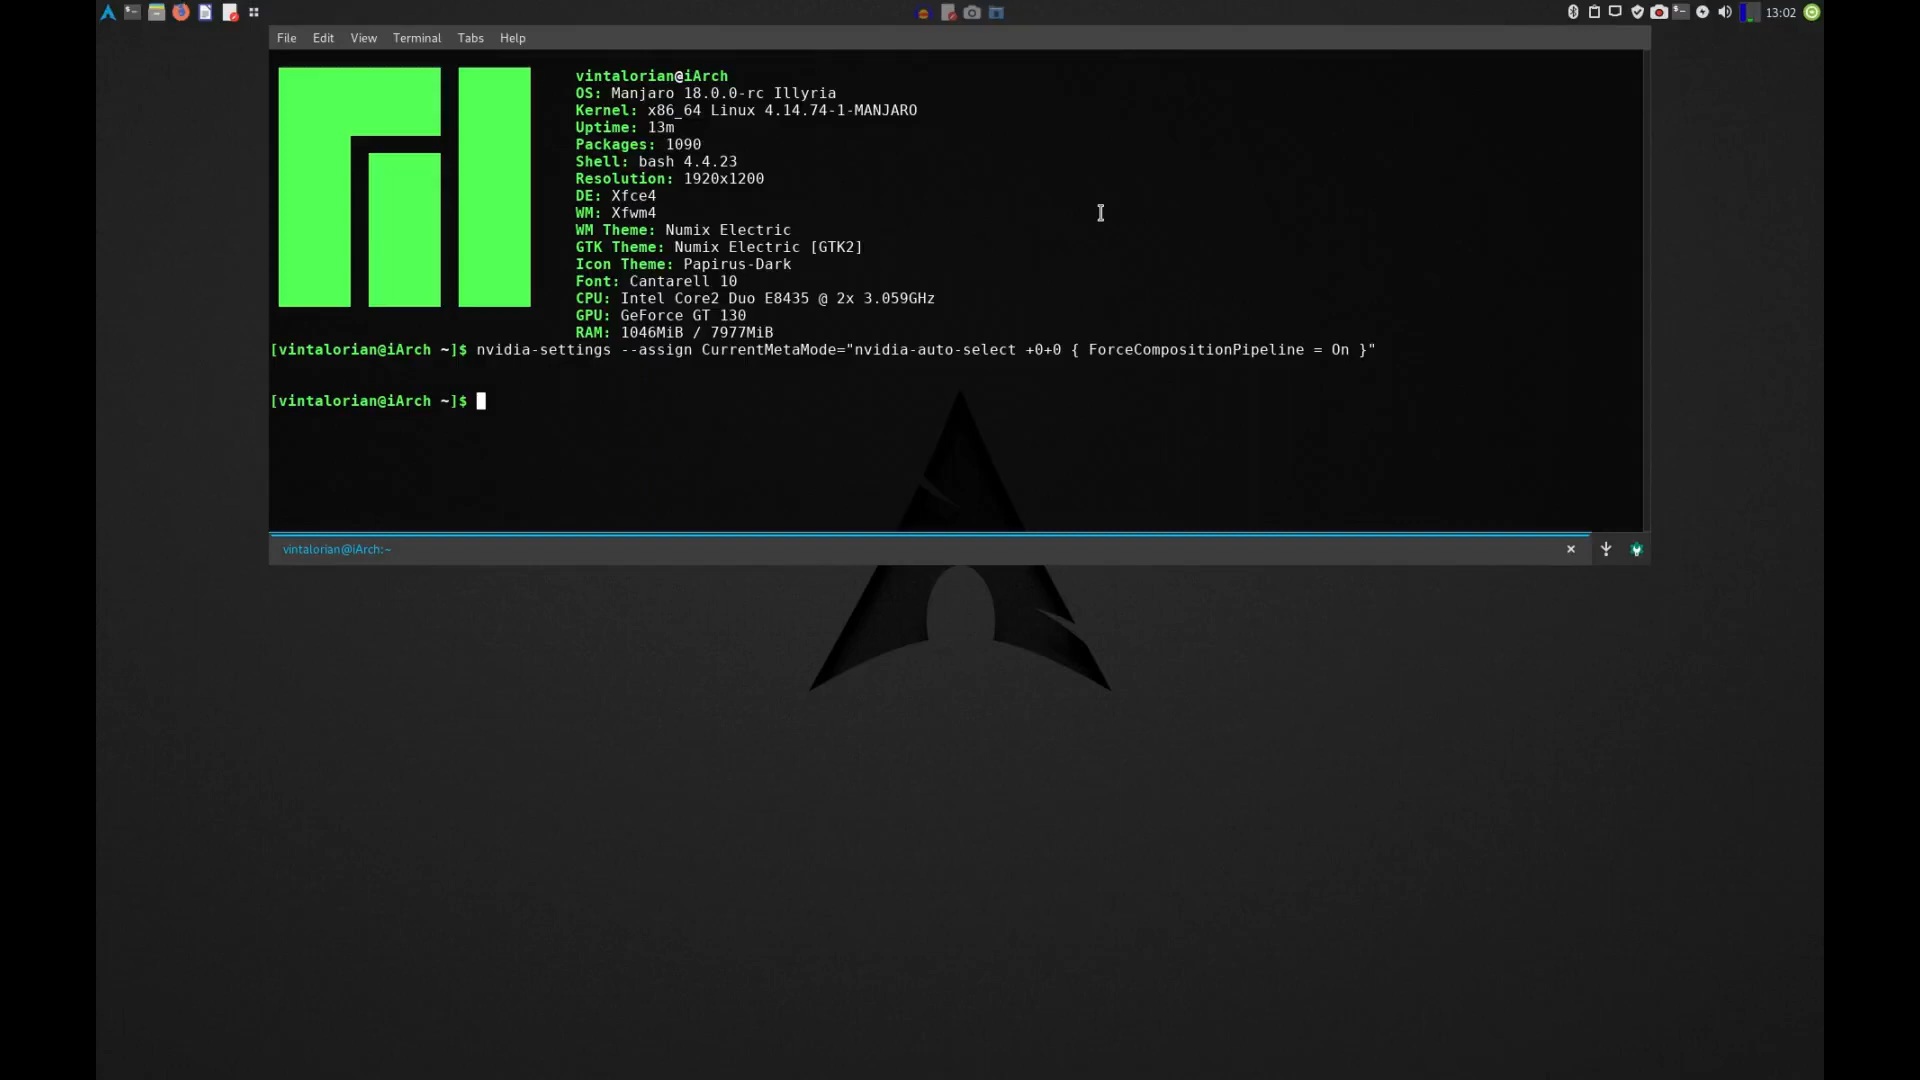 13:02
File Edit View Terminal Tabs Help
vintalorian@iArch
OS: Manjaro 18.0.0-rc Illyria
Kernel: x86_64 Linux 4.14.74-1-MANJARO
Uptime: 13m
Packages: 1090
Shell: bash 4.4.23
Resolution: 1920x1200
DE: Xfce4
WM: Xfwm4
WM Theme: Numix Electric
GTK Theme: Numix Electric [GTK2]
Icon Theme: Papirus-Dark
Font: Cantarell 10
CPU: Intel Core2 Duo E8435 @ 2x 3.059GHz
GPU: GeForce GT 130
RAM: 1046MiB / 7977MiB
[vintalorian@iArch ~]$ nvidia-settings --assign CurrentMetaMode="nvidia-auto-select +0+0 { ForceCompositionPipeline = On }"
[vintalorian@iArch ~]$
vintalorian@iArch:~